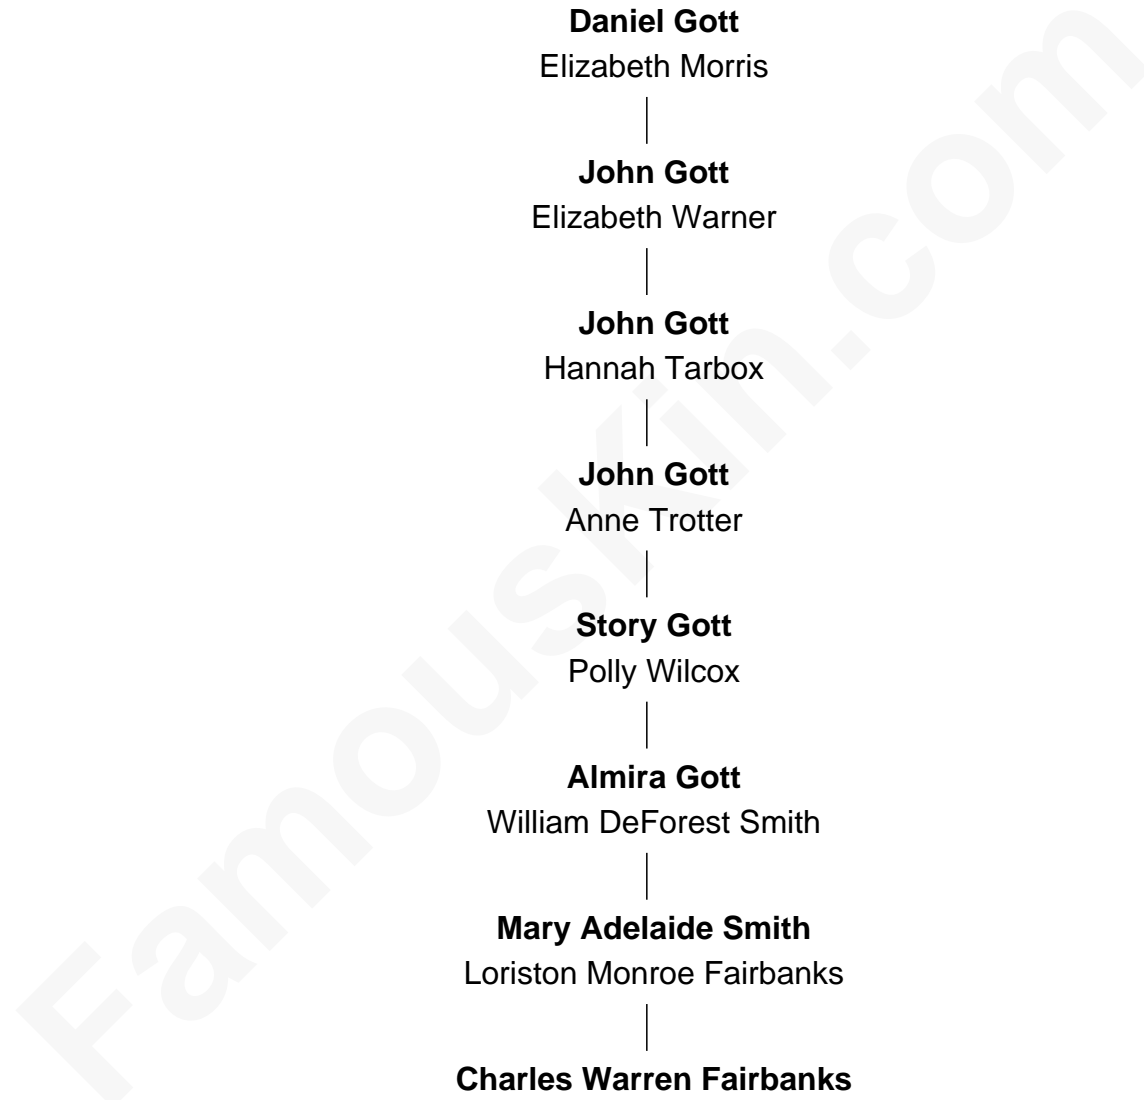 Daniel Gott
Elizabeth Morris
John Gott
Elizabeth Warner
John Gott
Hannah Tarbox
John Gott
Anne Trotter
Story Gott
Polly Wilcox
Almira Gott
William DeForest Smith
Mary Adelaide Smith
Loriston Monroe Fairbanks
Charles Warren Fairbanks
FamousKin.com